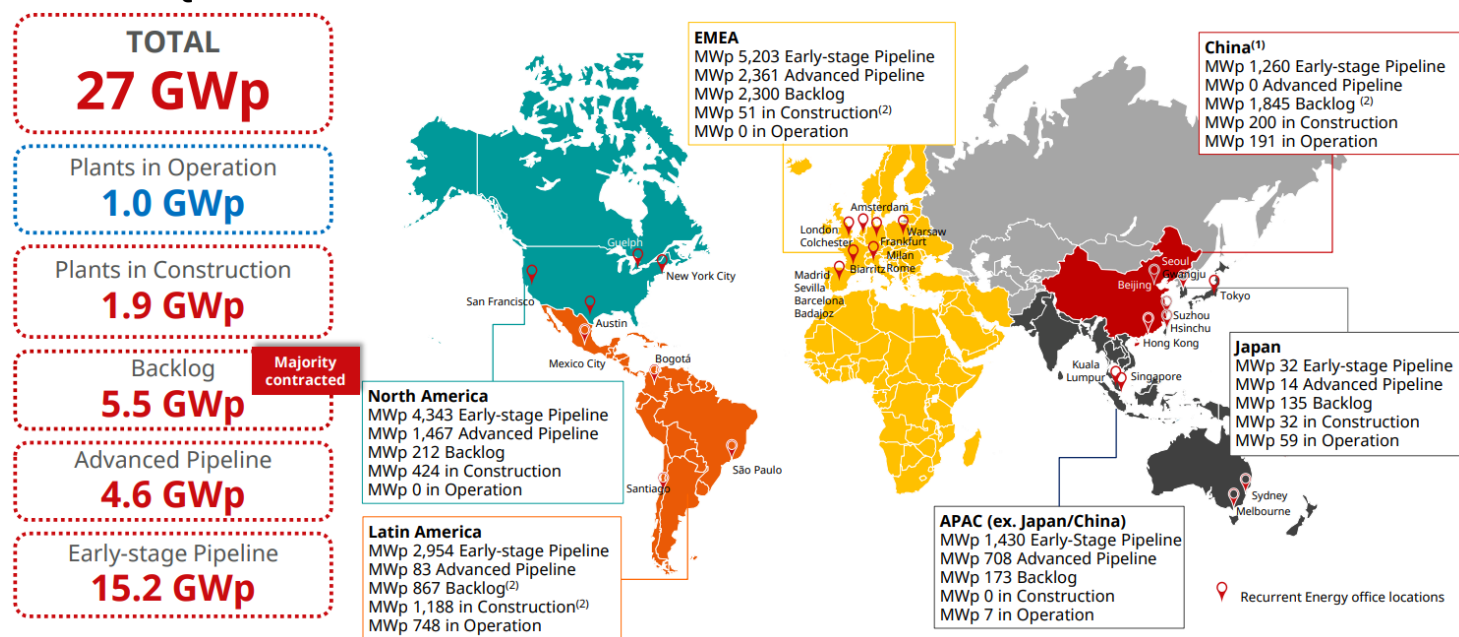 TOTAL
27 GWp
Plants in Operation
1.0 GWp
Plants in Construction
1.9 GWp
Backlog
5.5 GWp
Majority
contracted
Advanced Pipeline
4.6 GWp
Early-stage Pipeline
15.2 GWp
EMEA
MWp 5,203 Early-stage Pipeline
MWp 2,361 Advanced Pipeline
MWp 2,300 Backlog
MWp 51 in Construction(2)
MWp 0 in Operation
China(1)
MWp 1,260 Early-stage Pipeline
MWp 0 Advanced Pipeline
MWp 1,845 Backlog (2)
MWp 200 in Construction
MWp 191 in Operation
Guelph
New York City
San Francisco
Austin
Mexico City
Bogotá
São Paulo
Santiago
Amsterdam
London
Colchester
Warsaw
Frankfurt
Milan
Biarritz
Rome
Madrid
Sevilla
Barcelona
Badajoz
Seoul
Gwangju
Beijing
Tokyo
Suzhou
Hsinchu
Hong Kong
Kuala
Lumpur
Singapore
Sydney
Melbourne
North America
MWp 4,343 Early-stage Pipeline
MWp 1,467 Advanced Pipeline
MWp 212 Backlog
MWp 424 in Construction
MWp 0 in Operation
Latin America
MWp 2,954 Early-stage Pipeline
MWp 83 Advanced Pipeline
MWp 867 Backlog(2)
MWp 1,188 in Construction(2)
MWp 748 in Operation
Japan
MWp 32 Early-stage Pipeline
MWp 14 Advanced Pipeline
MWp 135 Backlog
MWp 32 in Construction
MWp 59 in Operation
APAC (ex. Japan/China)
MWp 1,430 Early-Stage Pipeline
MWp 708 Advanced Pipeline
MWp 173 Backlog
MWp 0 in Construction
MWp 7 in Operation
Recurrent Energy office locations